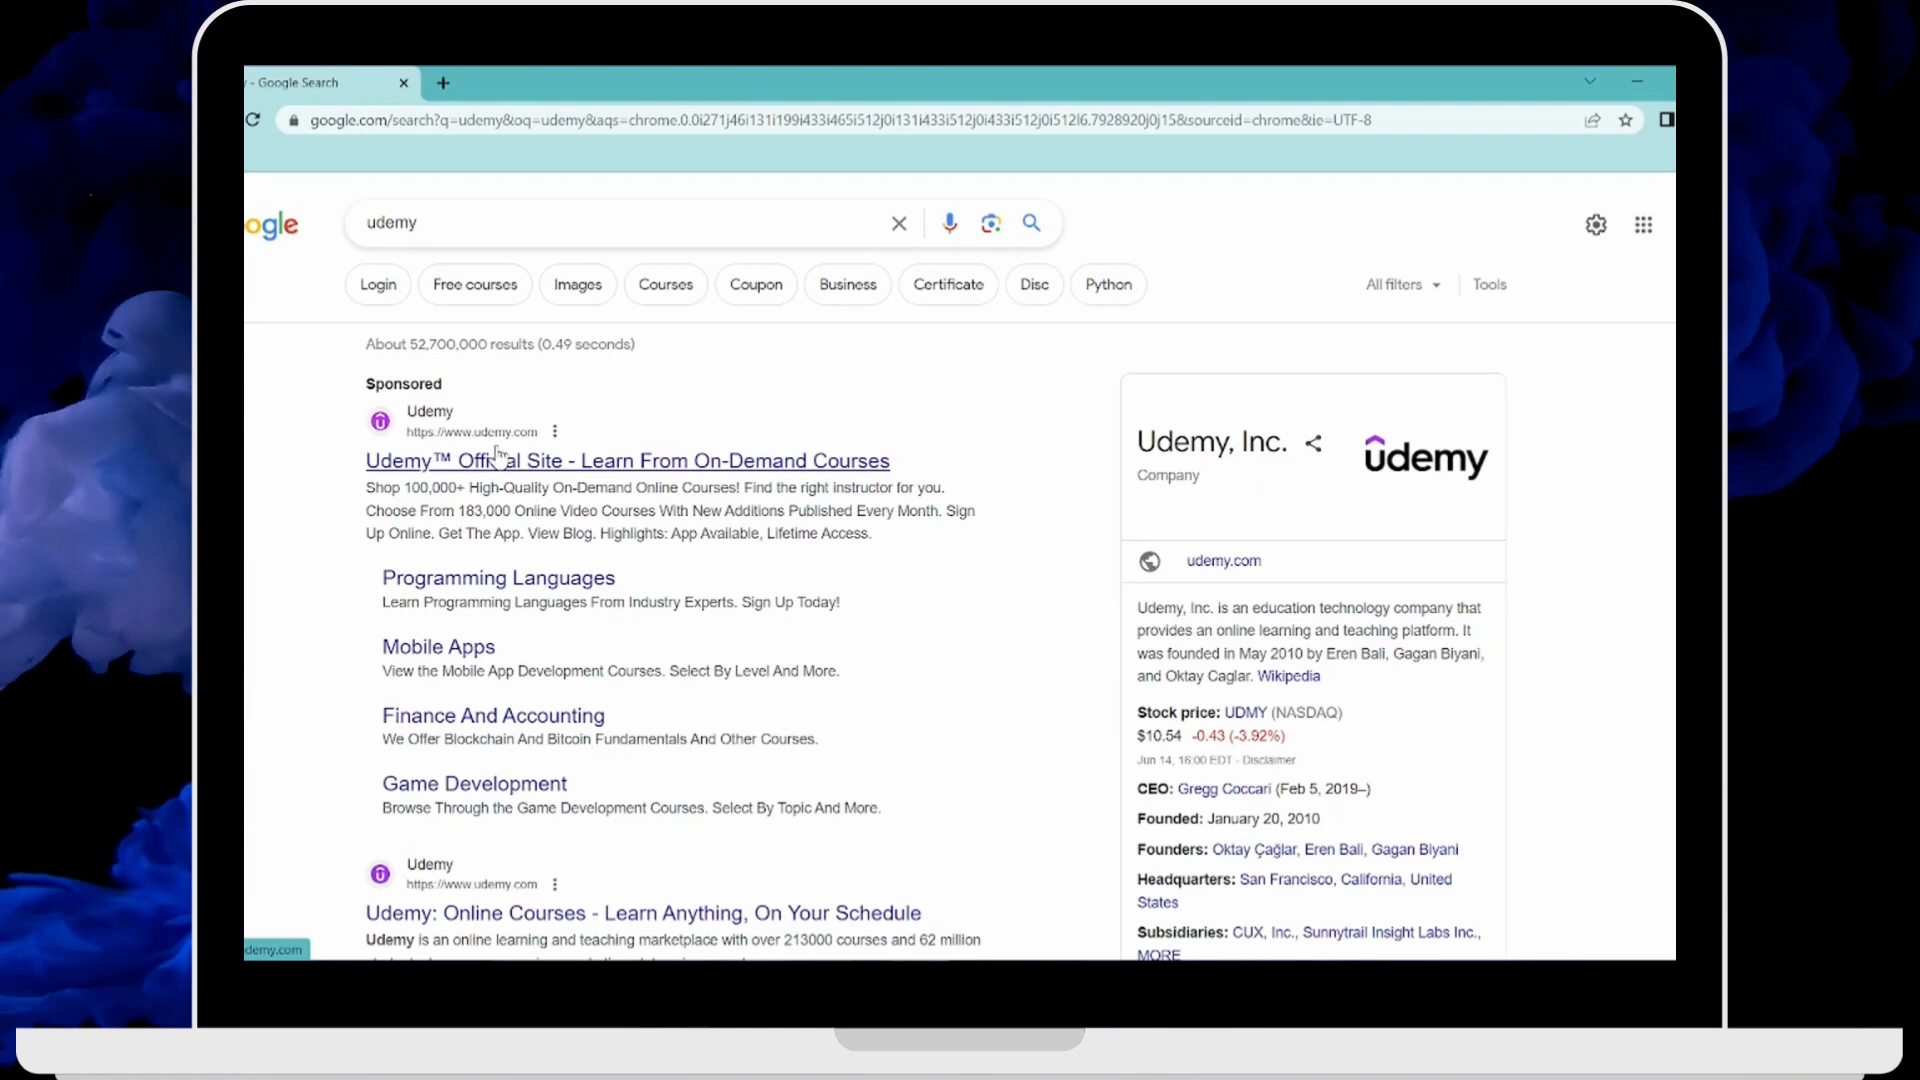 - Google Search
google.com/search?q=udemy&oq=udemy&aqs=chrome.0.0i271j46i131i199i433i465i512j0i131i433i512j0i433i512j0i512l6.7928920j0j15&sourceid=chrome&ie=UTF-8
ogle
udemy
Login
Free courses
Images
Courses
Coupon
Business
Certificate
Disc
Python
All filters
Tools
About 52,700,000 results (0.49 seconds)
Sponsored
Udemy
https://www.udemy.com
Udemy™ Official Site - Learn From On-Demand Courses
Shop 100,000+ High-Quality On-Demand Online Courses! Find the right instructor for you.
Choose From 183,000 Online Video Courses With New Additions Published Every Month. Sign
Up Online. Get The App. View Blog. Highlights: App Available, Lifetime Access.
Programming Languages
Learn Programming Languages From Industry Experts. Sign Up Today!
Mobile Apps
View the Mobile App Development Courses. Select By Level And More.
Finance And Accounting
We Offer Blockchain And Bitcoin Fundamentals And Other Courses.
Game Development
Browse Through the Game Development Courses. Select By Topic And More.
Udemy
https://www.udemy.com
Udemy: Online Courses - Learn Anything, On Your Schedule
Udemy is an online learning and teaching marketplace with over 213000 courses and 62 million
demy.com
Udemy, Inc.
Company
udemy
udemy.com
Udemy, Inc. is an education technology company that
provides an online learning and teaching platform. It
was founded in May 2010 by Eren Bali, Gagan Biyani,
and Oktay Caglar. Wikipedia
Stock price: UDMY (NASDAQ)
$10.54 -0.43 (-3.92%)
Jun 14, 16:00 EDT - Disclaimer
CEO: Gregg Coccari (Feb 5, 2019–)
Founded: January 20, 2010
Founders: Oktay Çağlar, Eren Bali, Gagan Biyani
Headquarters: San Francisco, California, United
States
Subsidiaries: CUX, Inc., Sunnytrail Insight Labs Inc.,
MORE